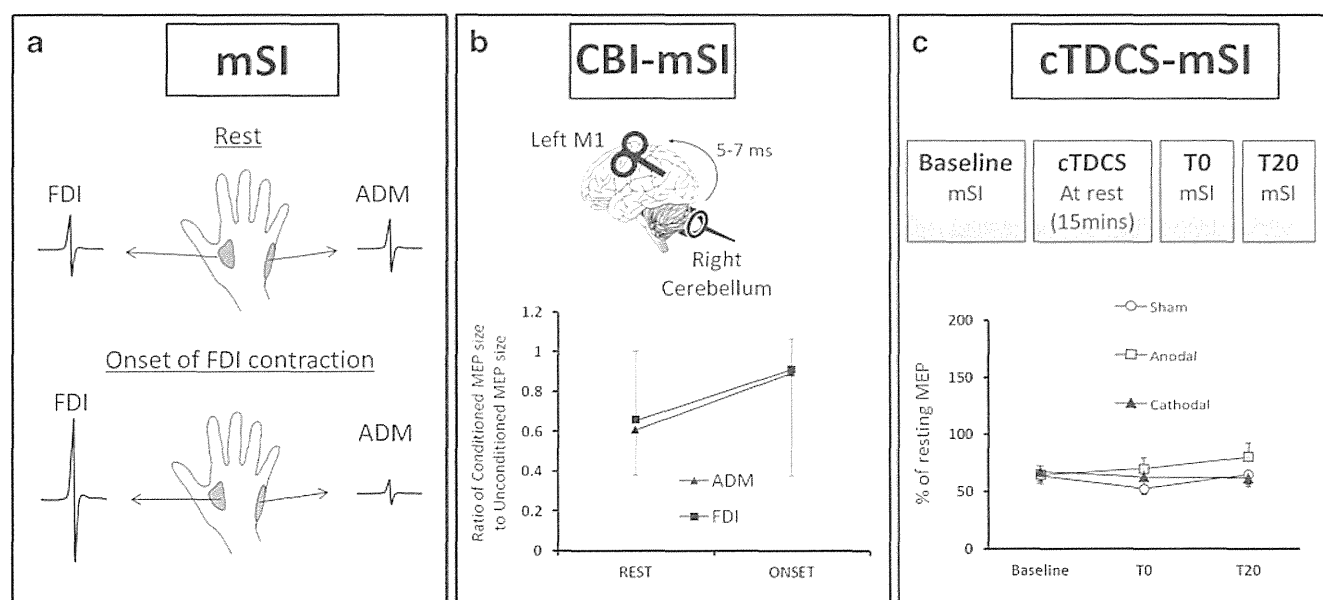 a
mSI
Rest
FDI
ADM
Onset of FDI contraction
FDI
ADM
b
CBI-mSI
Left M1
5-7 ms
Right
Cerebellum
Ratio of Conditioned MEP size
to Unconditioned MEP size
1.2
1
0.8
0.6
0.4
0.2
0
ADM
FDI
REST
ONSET
c
cTDCS-mSI
Baseline
mSI
cTDCS
At rest
(15mins)
T0
mSI
T20
mSI
% of resting MEP
200
150
100
50
0
Sham
Anodal
Cathodal
Baseline
T0
T20